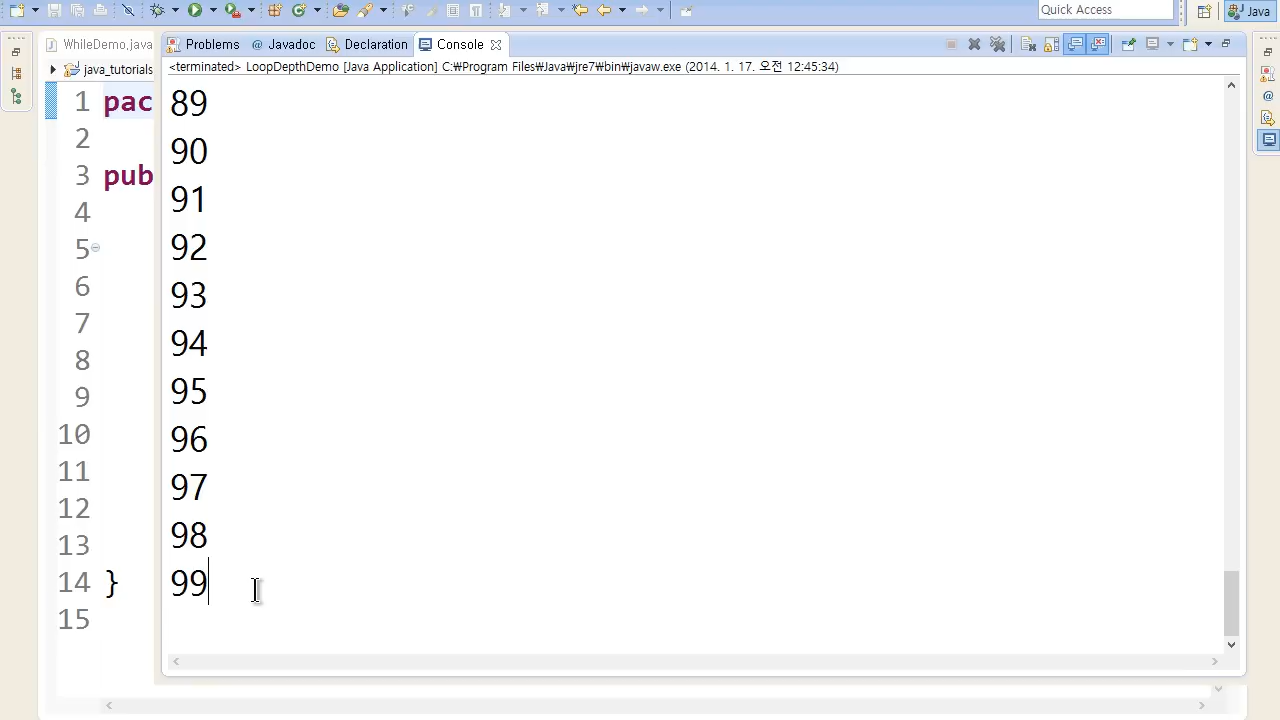 Quick Access
Java
WhileDemo.java
Problems
@ Javadoc
Declaration
Console
java_tutorials
<terminated> LoopDepthDemo [Java Application] C:₩Program Files₩Java₩jre7₩bin₩javaw.exe (2014. 1. 17. 오전 12:45:34)
1 pac
2
3 pub
4
5
6
7
8
9
10
11
12
13
14 }
15
89
90
91
92
93
94
95
96
97
98
99